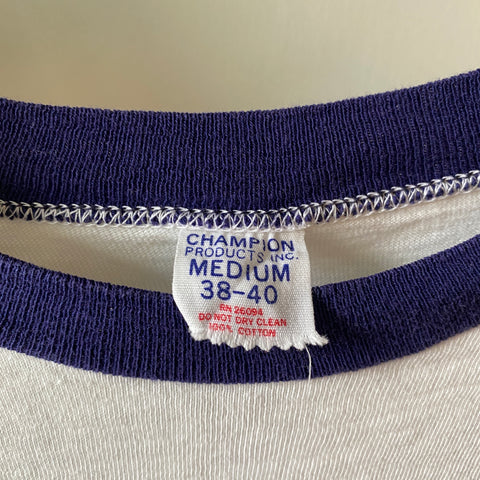 CHAMPION
PRODUCTS INC.
MEDIUM
38-40
RN 26094
DO NOT DRY CLEAN
100% COTTON